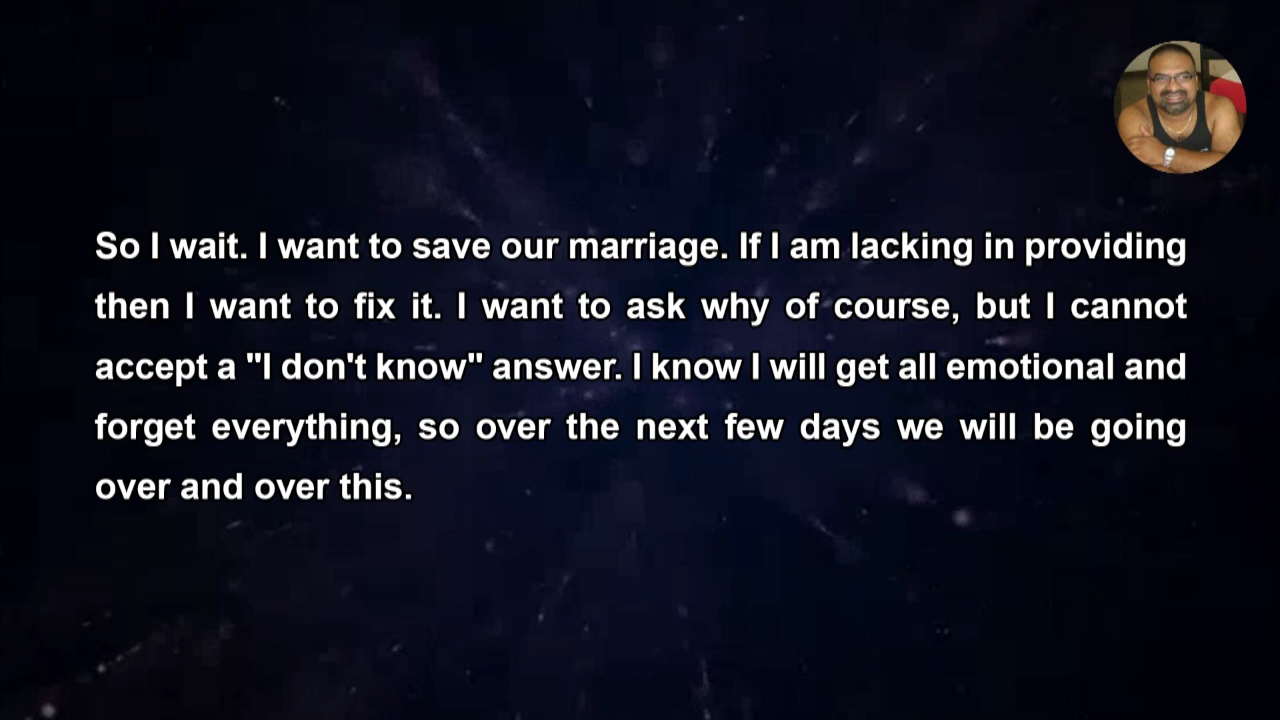 So I wait. I want to save our marriage. If I am lacking in providing
then I want to fix it. I want to ask why of course, but I cannot
accept a "I don't know" answer. I know I will get all emotional and
forget everything, so over the next few days we will be going
over and over this.